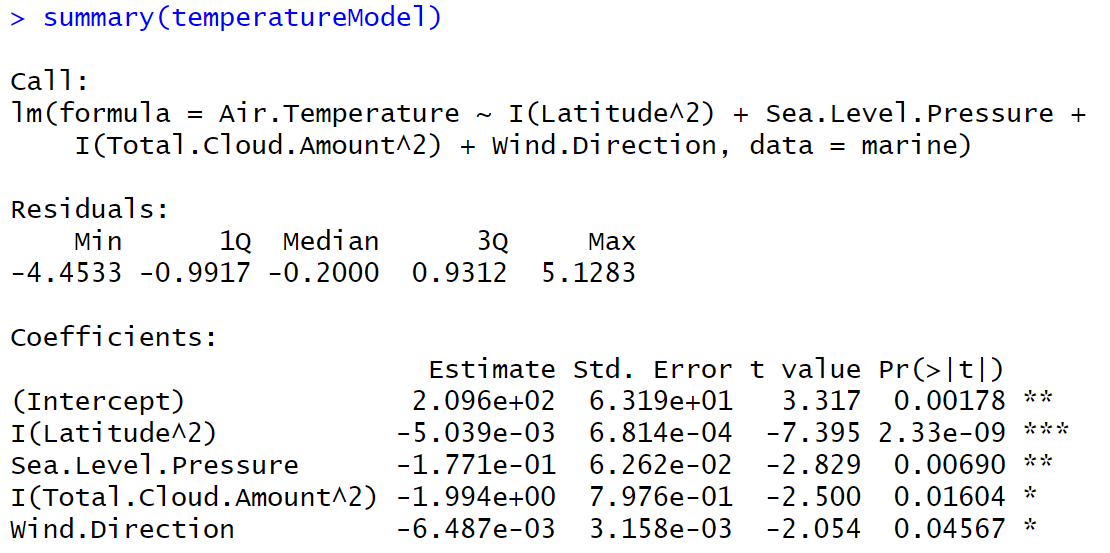 > summary(temperatureModel)
Call:
lm(formula = Air.Temperature ~ I(Latitude^2) + Sea.Level.Pressure +
I(Total.Cloud.Amount^2) + Wind.Direction, data = marine)
Residuals:
Min 1Q Median 3Q Max
-4.4533 -0.9917 -0.2000 0.9312 5.1283
Coefficients:
Estimate Std. Error t value Pr(>|t|)
(Intercept) 2.096e+02 6.319e+01 3.317 0.00178 **
I(Latitude^2) -5.039e-03 6.814e-04 -7.395 2.33e-09 ***
Sea.Level.Pressure -1.771e-01 6.262e-02 -2.829 0.00690 **
I(Total.Cloud.Amount^2) -1.994e+00 7.976e-01 -2.500 0.01604 *
Wind.Direction -6.487e-03 3.158e-03 -2.054 0.04567 *